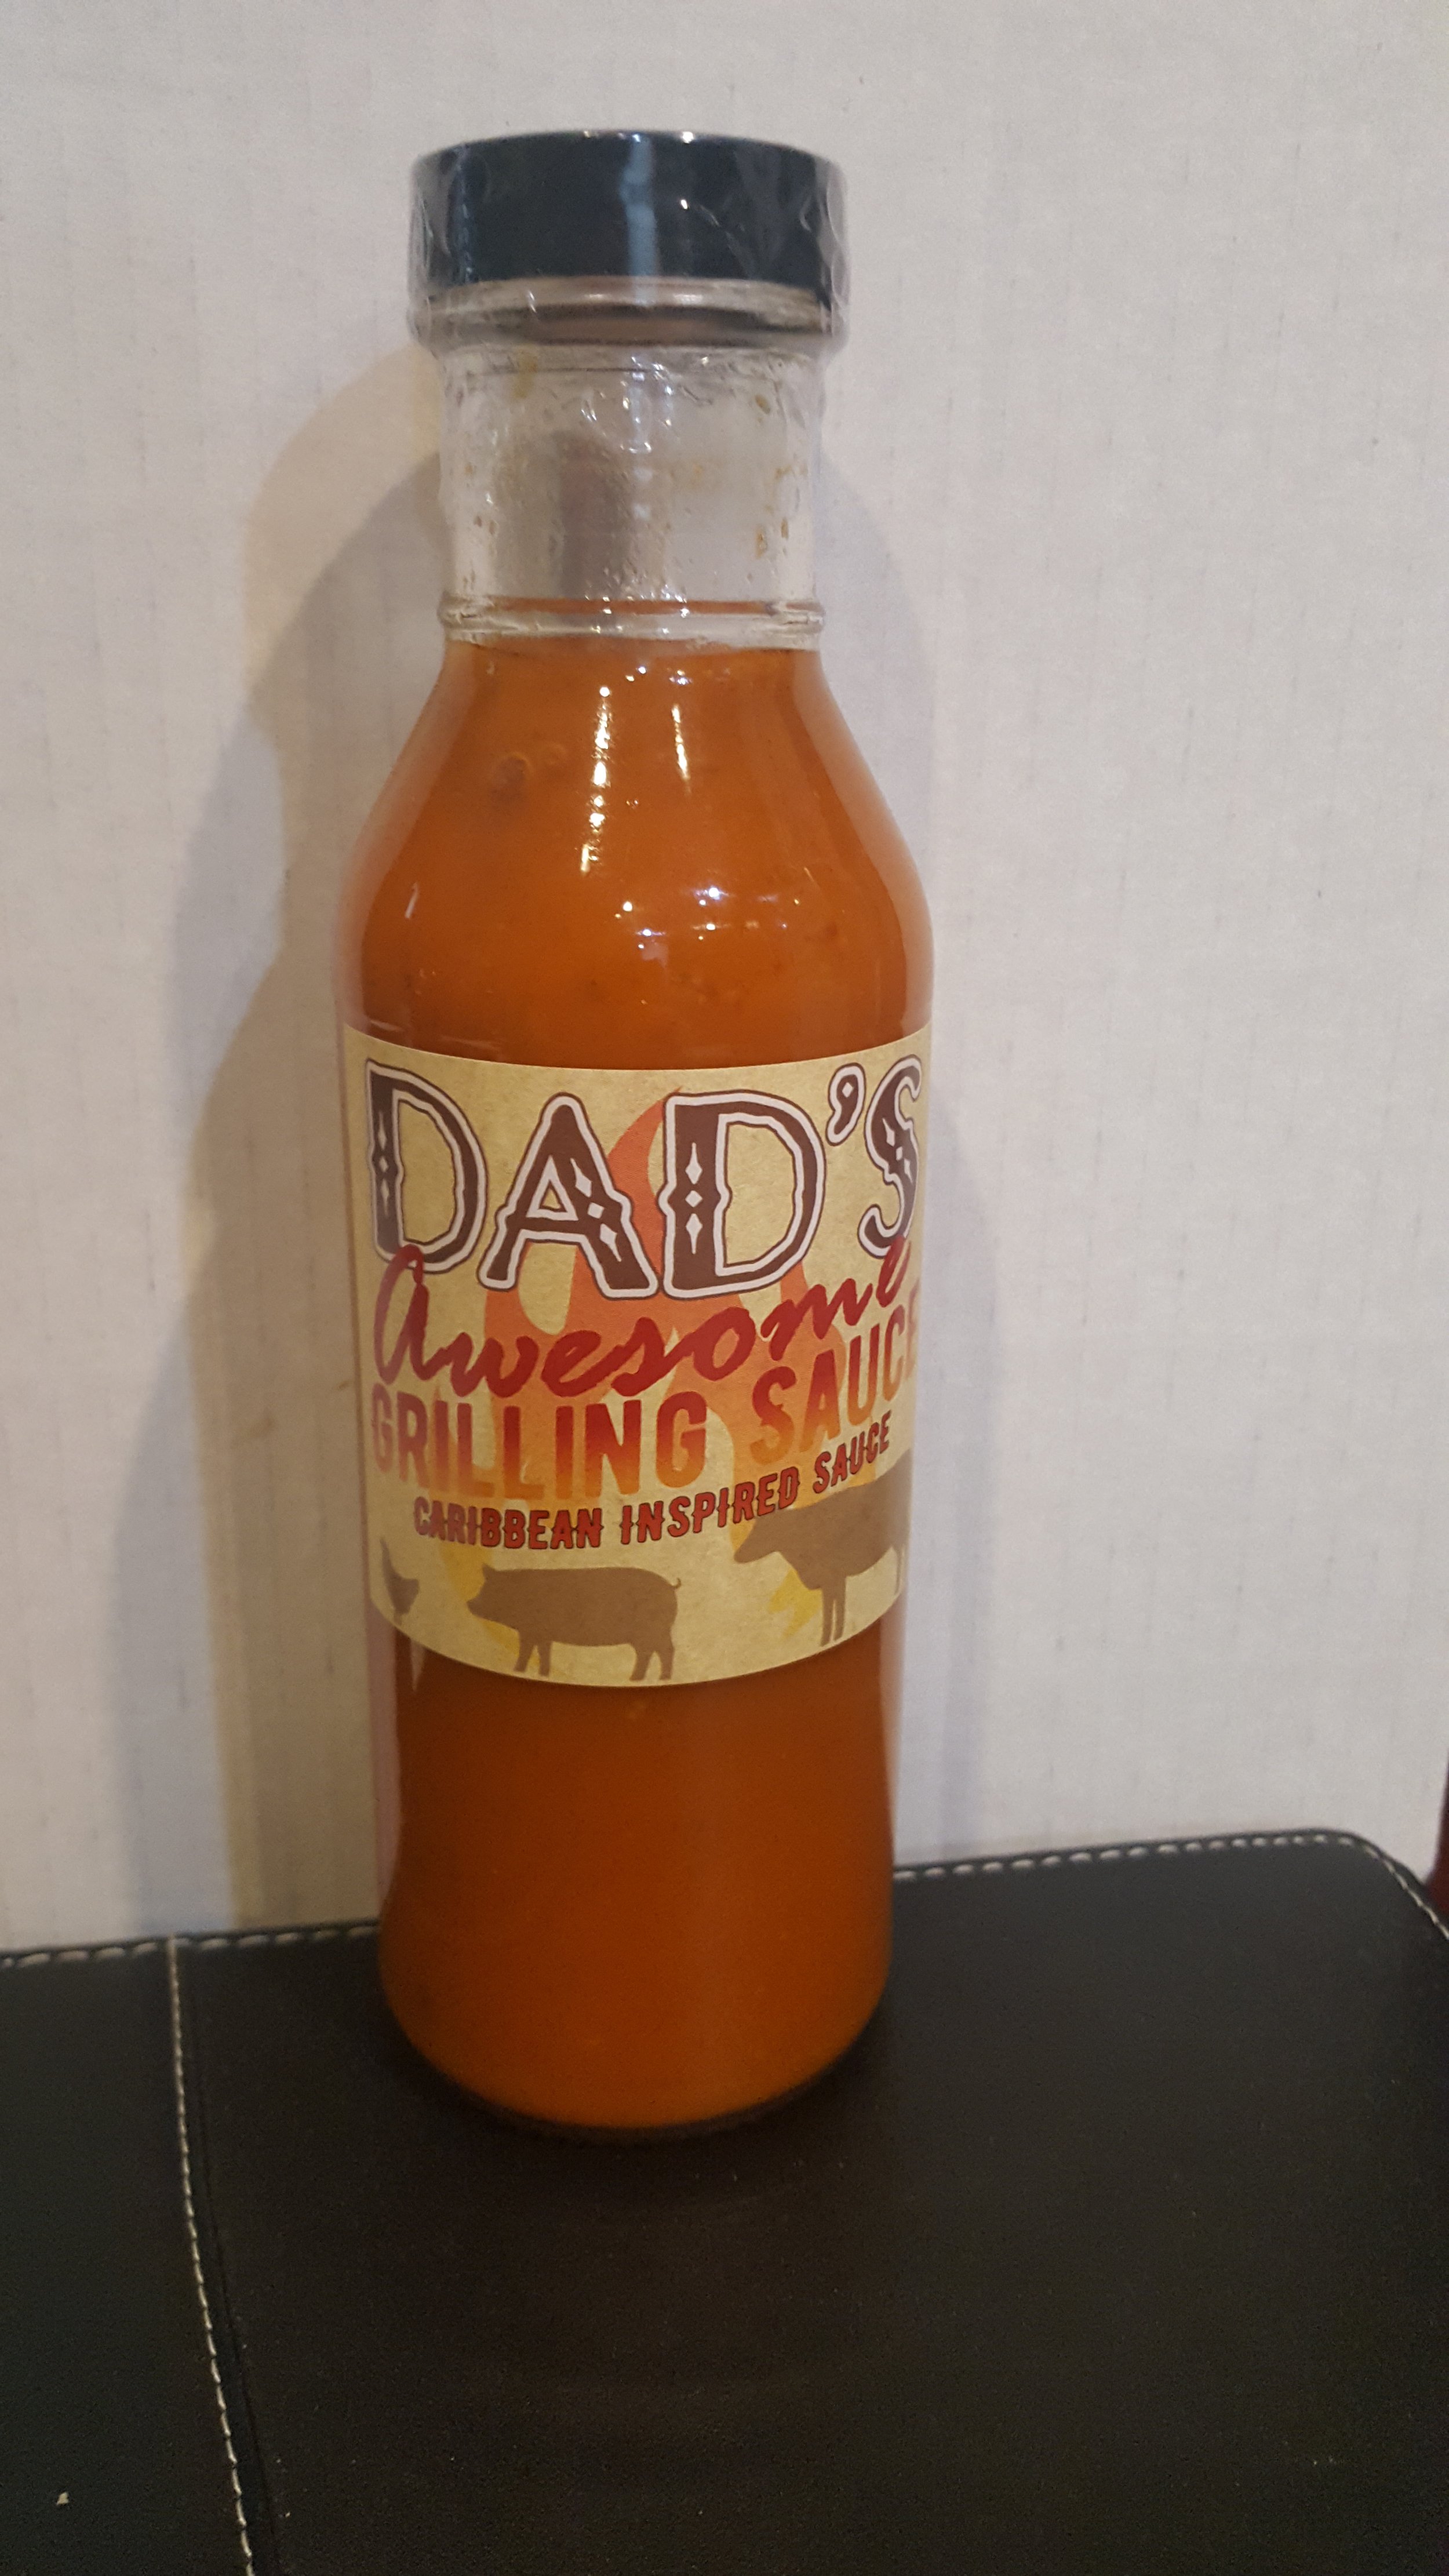 DAD'S
Awesome
GRILLING SAUCE
CARIBBEAN INSPIRED SAUCE